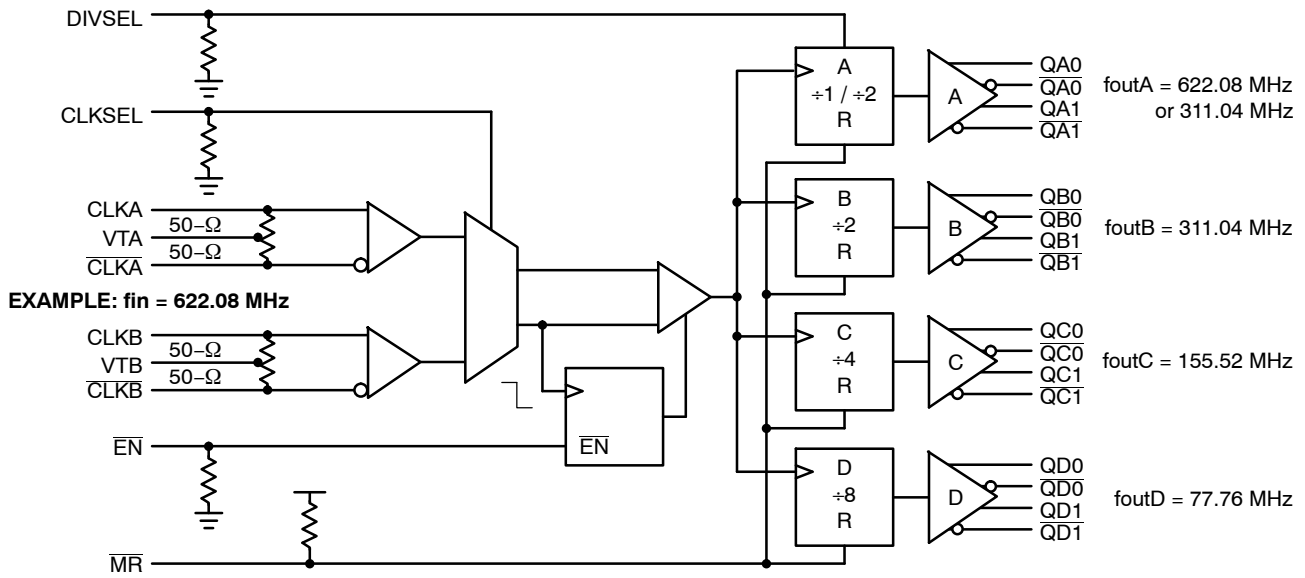 DIVSEL
CLKSEL
CLKA
50–Ω
VTA
50–Ω
CLKA
EXAMPLE: fin = 622.08 MHz
CLKB
50–Ω
VTB
50–Ω
CLKB
EN
MR
EN
A
÷1 / ÷2
R
A
QA0
QA0
QA1
QA1
foutA = 622.08 MHz
or 311.04 MHz
B
÷2
R
B
QB0
QB0
QB1
QB1
foutB = 311.04 MHz
C
÷4
R
C
QC0
QC0
QC1
QC1
foutC = 155.52 MHz
D
÷8
R
D
QD0
QD0
QD1
QD1
foutD = 77.76 MHz